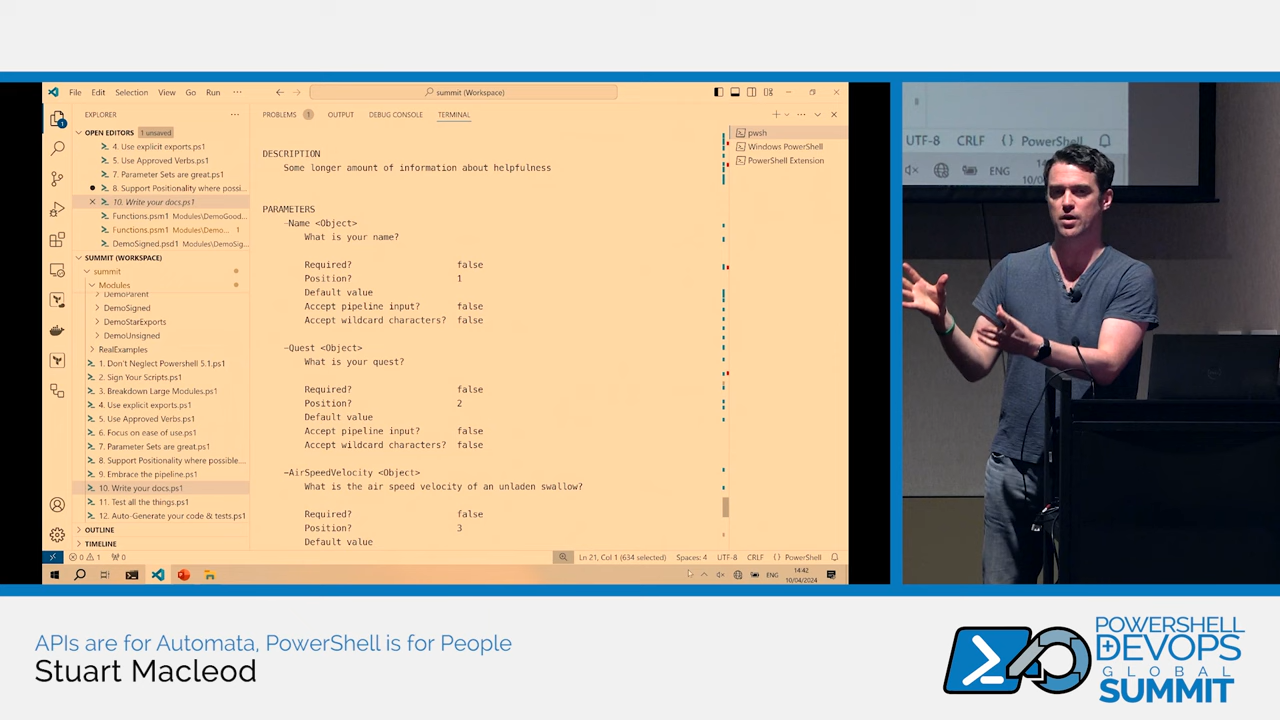 File Edit Selection View Go Run ··· summit (Workspace)
EXPLORER ···
OPEN EDITORS 1 unsaved
4. Use explicit exports.ps1
5. Use Approved Verbs.ps1
7. Parameter Sets are great.ps1
8. Support Positionality where possi...
10. Write your docs.ps1
Functions.psm1 Modules\DemoGood...
Functions.psm1 Modules\Demo... 1
DemoSigned.psd1 Modules\DemoSig...
SUMMIT (WORKSPACE)
summit
Modules
DemoParent
DemoSigned
DemoStarExports
DemoUnsigned
RealExamples
1. Don't Neglect Powershell 5.1.ps1
2. Sign Your Scripts.ps1
3. Breakdown Large Modules.ps1
4. Use explicit exports.ps1
5. Use Approved Verbs.ps1
6. Focus on ease of use.ps1
7. Parameter Sets are great.ps1
8. Support Positionality where possible....
9. Embrace the pipeline.ps1
10. Write your docs.ps1
11. Test all the things.ps1
12. Auto-Generate your code & tests.ps1
OUTLINE
TIMELINE
PROBLEMS 1 OUTPUT DEBUG CONSOLE TERMINAL
DESCRIPTION
Some longer amount of information about helpfulness
PARAMETERS
-Name <Object>
What is your name?
Required? false
Position? 1
Default value
Accept pipeline input? false
Accept wildcard characters? false
-Quest <Object>
What is your quest?
Required? false
Position? 2
Default value
Accept pipeline input? false
Accept wildcard characters? false
-AirSpeedVelocity <Object>
What is the air speed velocity of an unladen swallow?
Required? false
Position? 3
Default value
pwsh
Windows PowerShell
PowerShell Extension
0 1 0 Ln 21, Col 1 (634 selected) Spaces: 4 UTF-8 CRLF { } PowerShell
ENG 14:42
10/04/2024
UTF-8 CRLF { } PowerShell
ENG
APIs are for Automata, PowerShell is for People
Stuart Macleod
POWERSHELL
DEVOPS
GLOBAL
SUMMIT